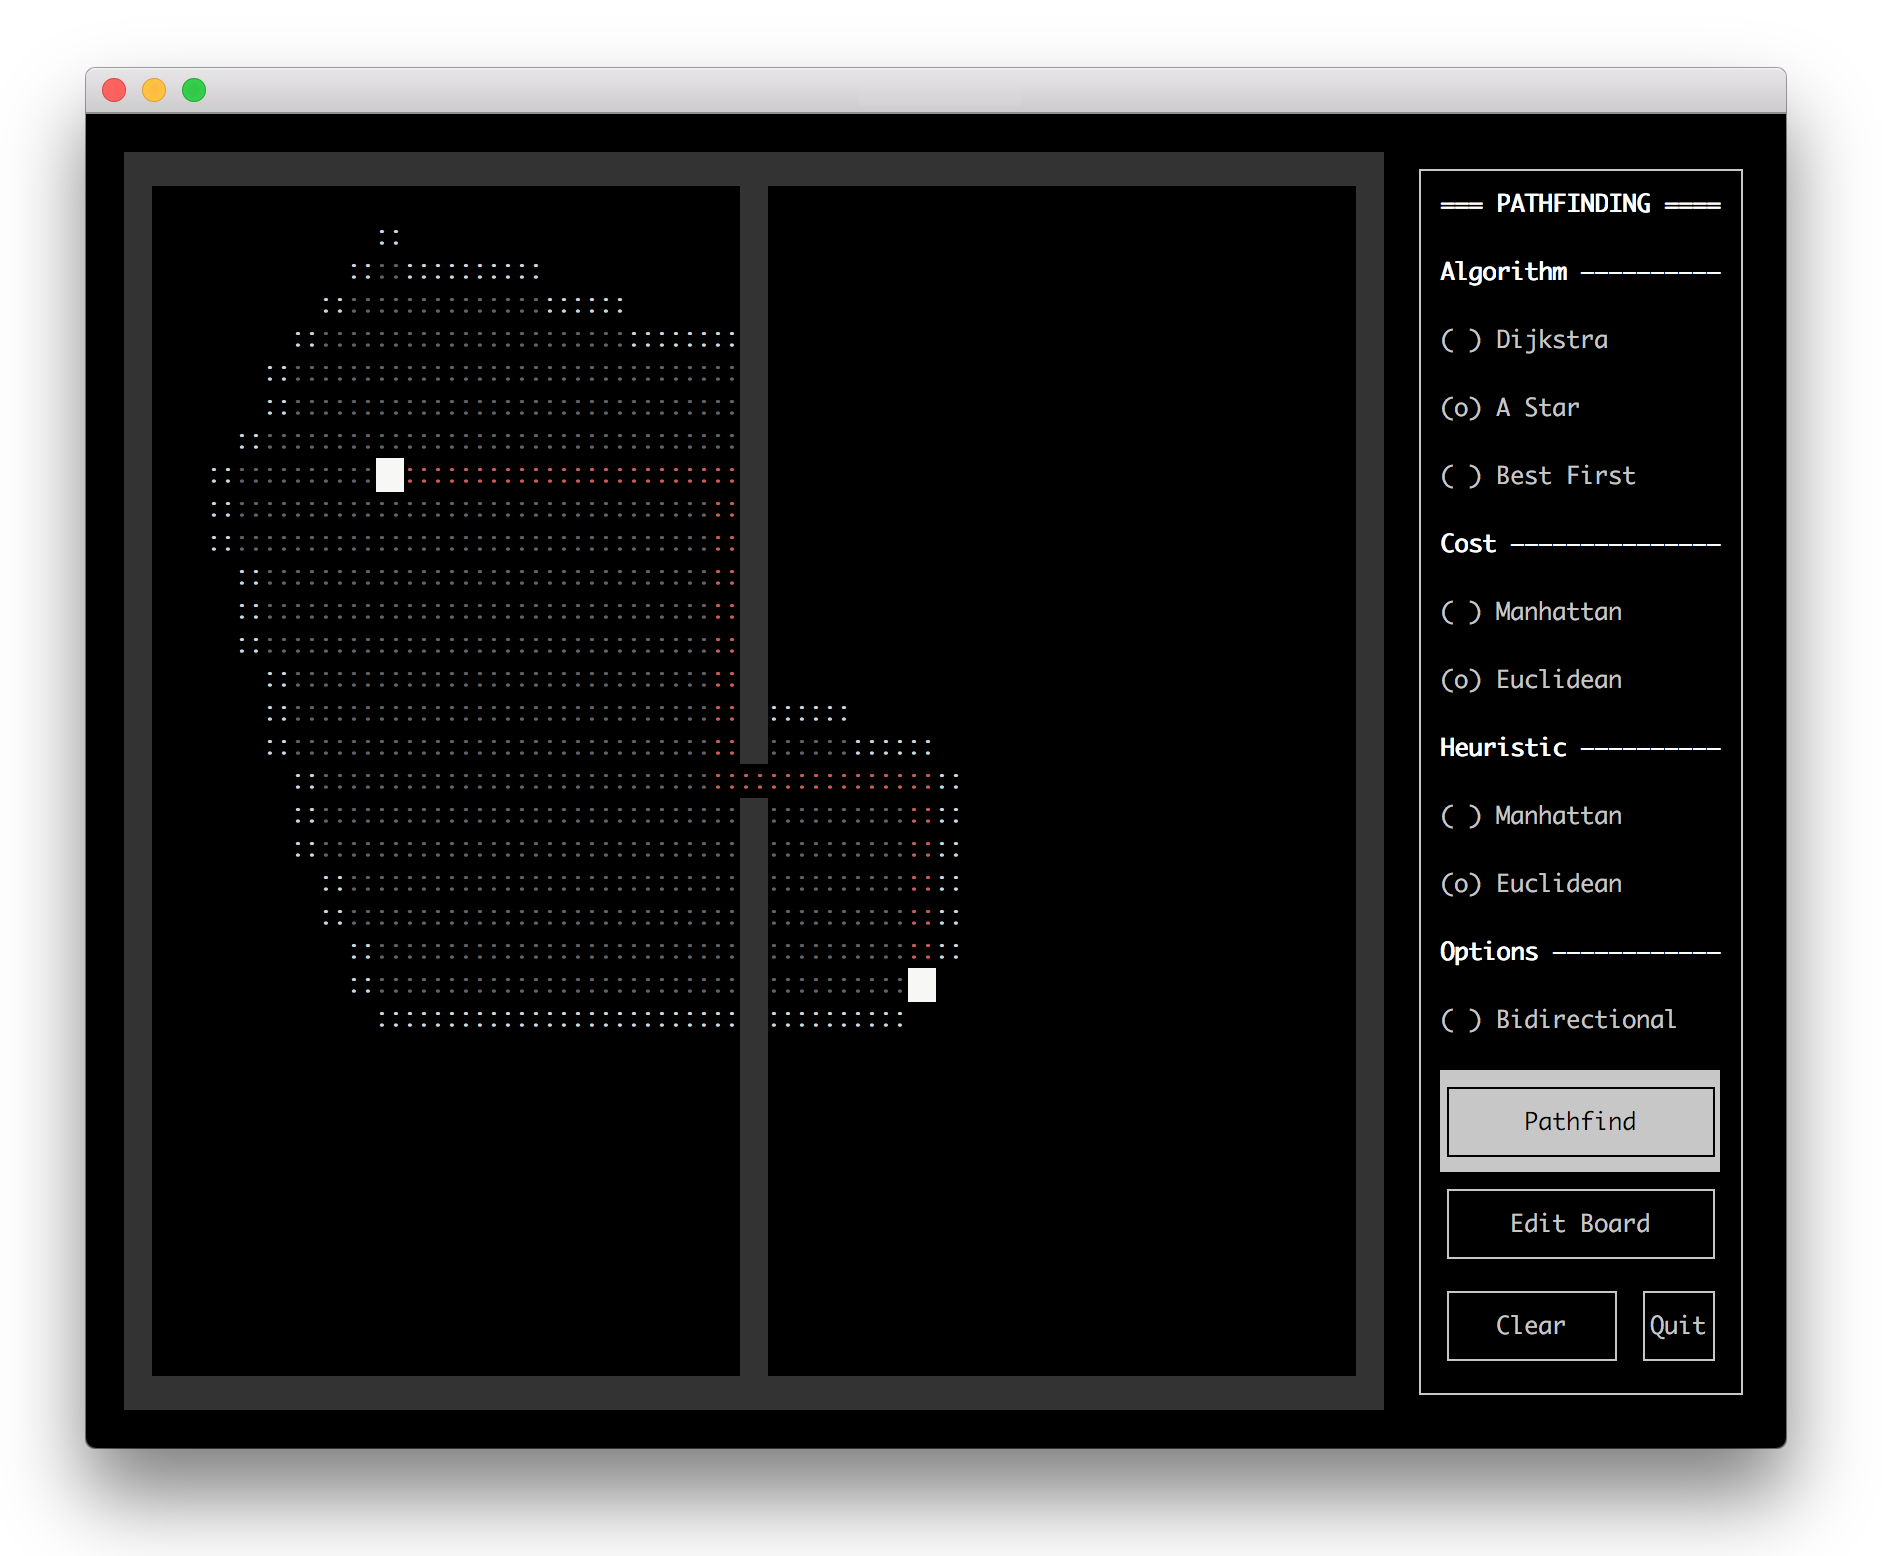 === PATHFINDING ====
Algorithm ----------
( ) Dijkstra
(o) A Star
( ) Best First
Cost ---------------
( ) Manhattan
(o) Euclidean
Heuristic ----------
( ) Manhattan
(o) Euclidean
Options ------------
( ) Bidirectional
Pathfind
Edit Board
Clear Quit